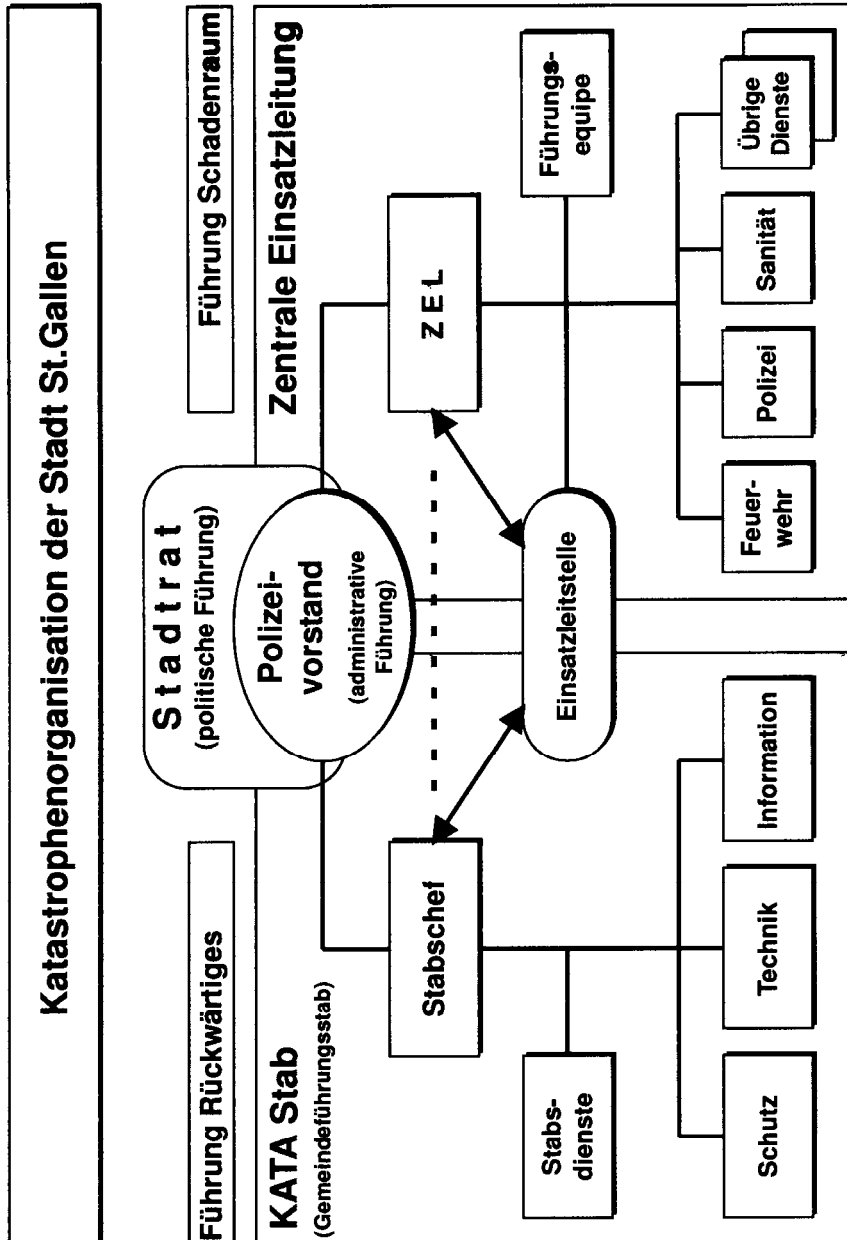 Katastrophenorganisation der Stadt St.Gallen
Stadtrat
(politische Führung)
Führung Rückwärtiges
Führung Schadenraum
Polizei-
vorstand
(administrative
Führung)
KATA Stab
(Gemeindeführungsstab)
Zentrale Einsatzleitung
Stabschef
ZEL
Stabs-
dienste
Einsatzleitstelle
Führungs-
equipe
Schutz
Technik
Information
Feuer-
wehr
Polizei
Sanität
Übrige
Dienste